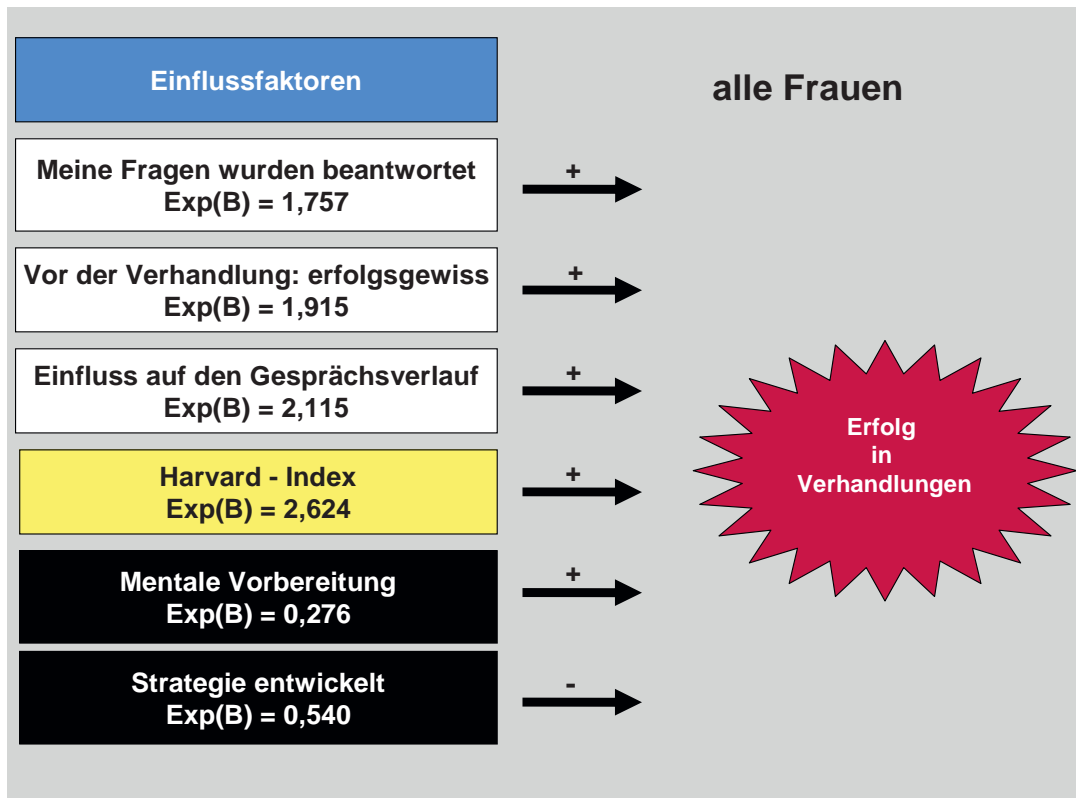 Einflussfaktoren
alle Frauen
Meine Fragen wurden beantwortet
Exp(B) = 1,757
+
Vor der Verhandlung: erfolgsgewiss
Exp(B) = 1,915
+
Einfluss auf den Gesprächsverlauf
Exp(B) = 2,115
+
Harvard - Index
Exp(B) = 2,624
+
Mentale Vorbereitung
Exp(B) = 0,276
+
Strategie entwickelt
Exp(B) = 0,540
-
Erfolg
in
Verhandlungen